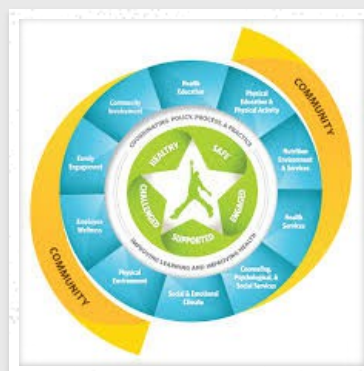 COMMUNITY
Health
Education
Physical
Education &
Physical Activity
Nutrition
Environment
& Services
Health
Services
Counseling,
Psychological, &
Social Services
Social & Emotional
Climate
Physical
Environment
Employee
Wellness
Family
Engagement
Community
Involvement
COORDINATING POLICY, PROCESS, & PRACTICE
HEALTHY
SAFE
ENGAGED
SUPPORTED
CHALLENGED
IMPROVING LEARNING AND IMPROVING HEALTH
COMMUNITY